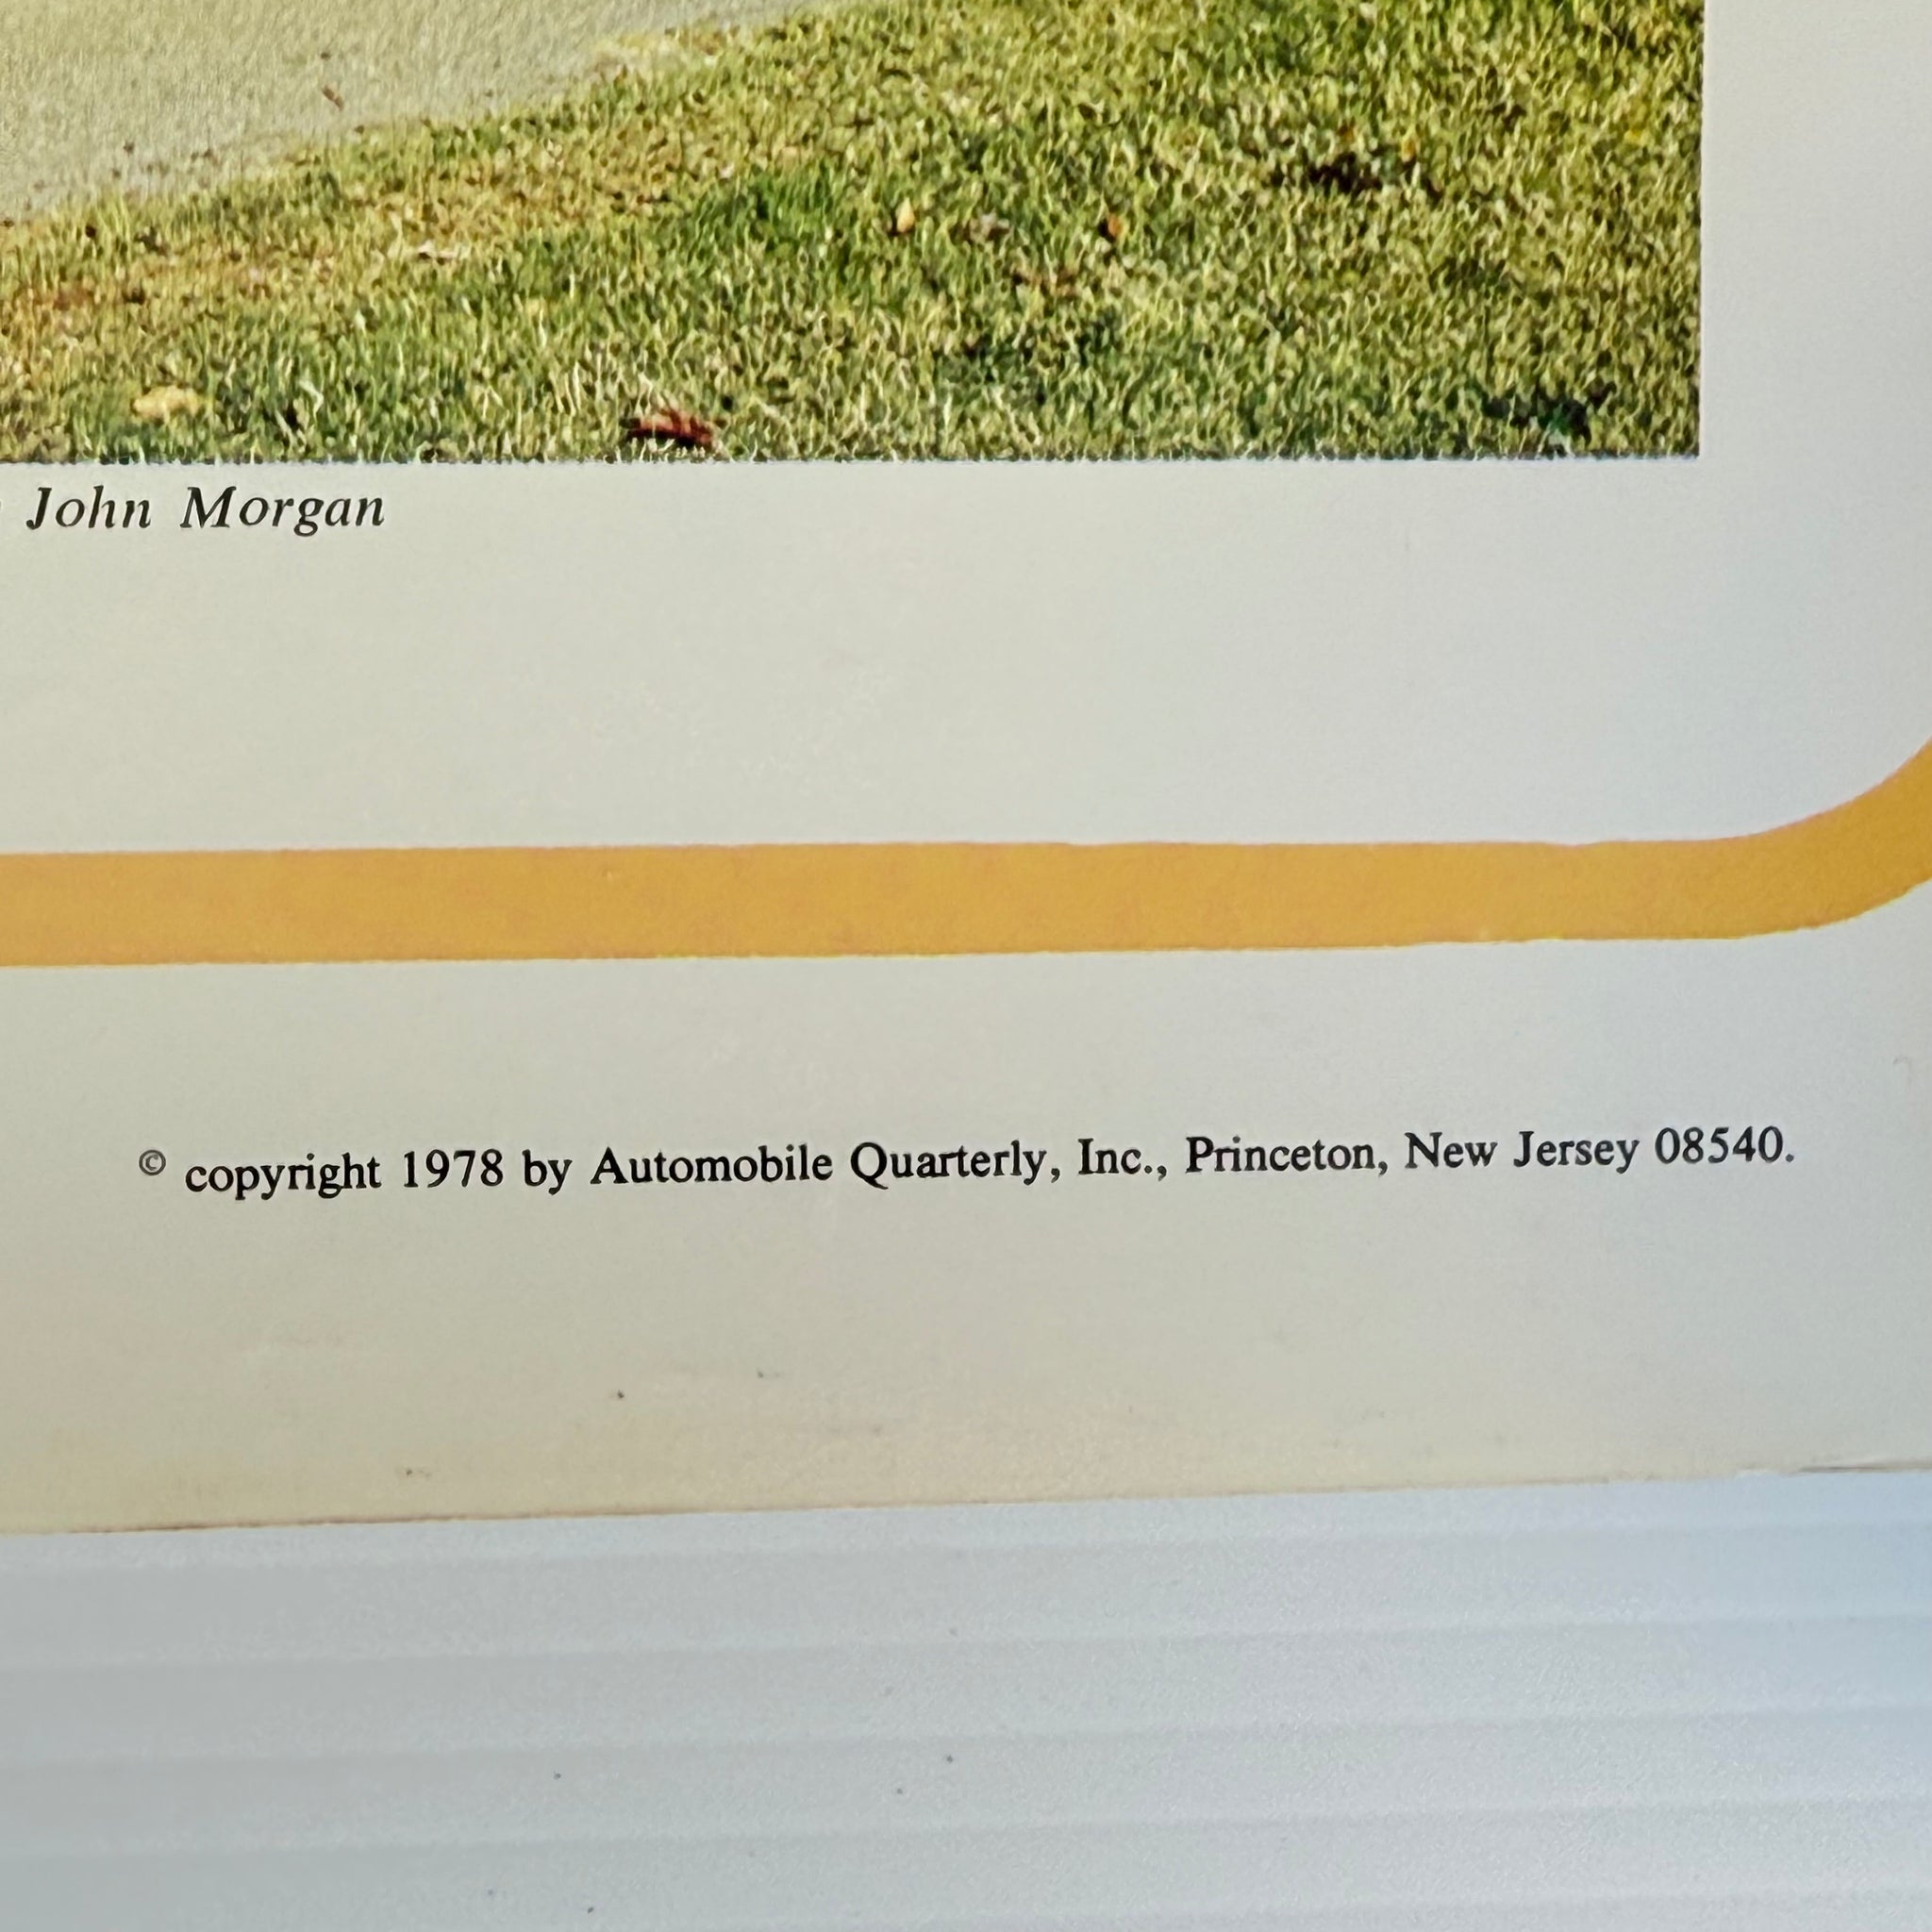 John Morgan
© copyright 1978 by Automobile Quarterly, Inc., Princeton, New Jersey 08540.